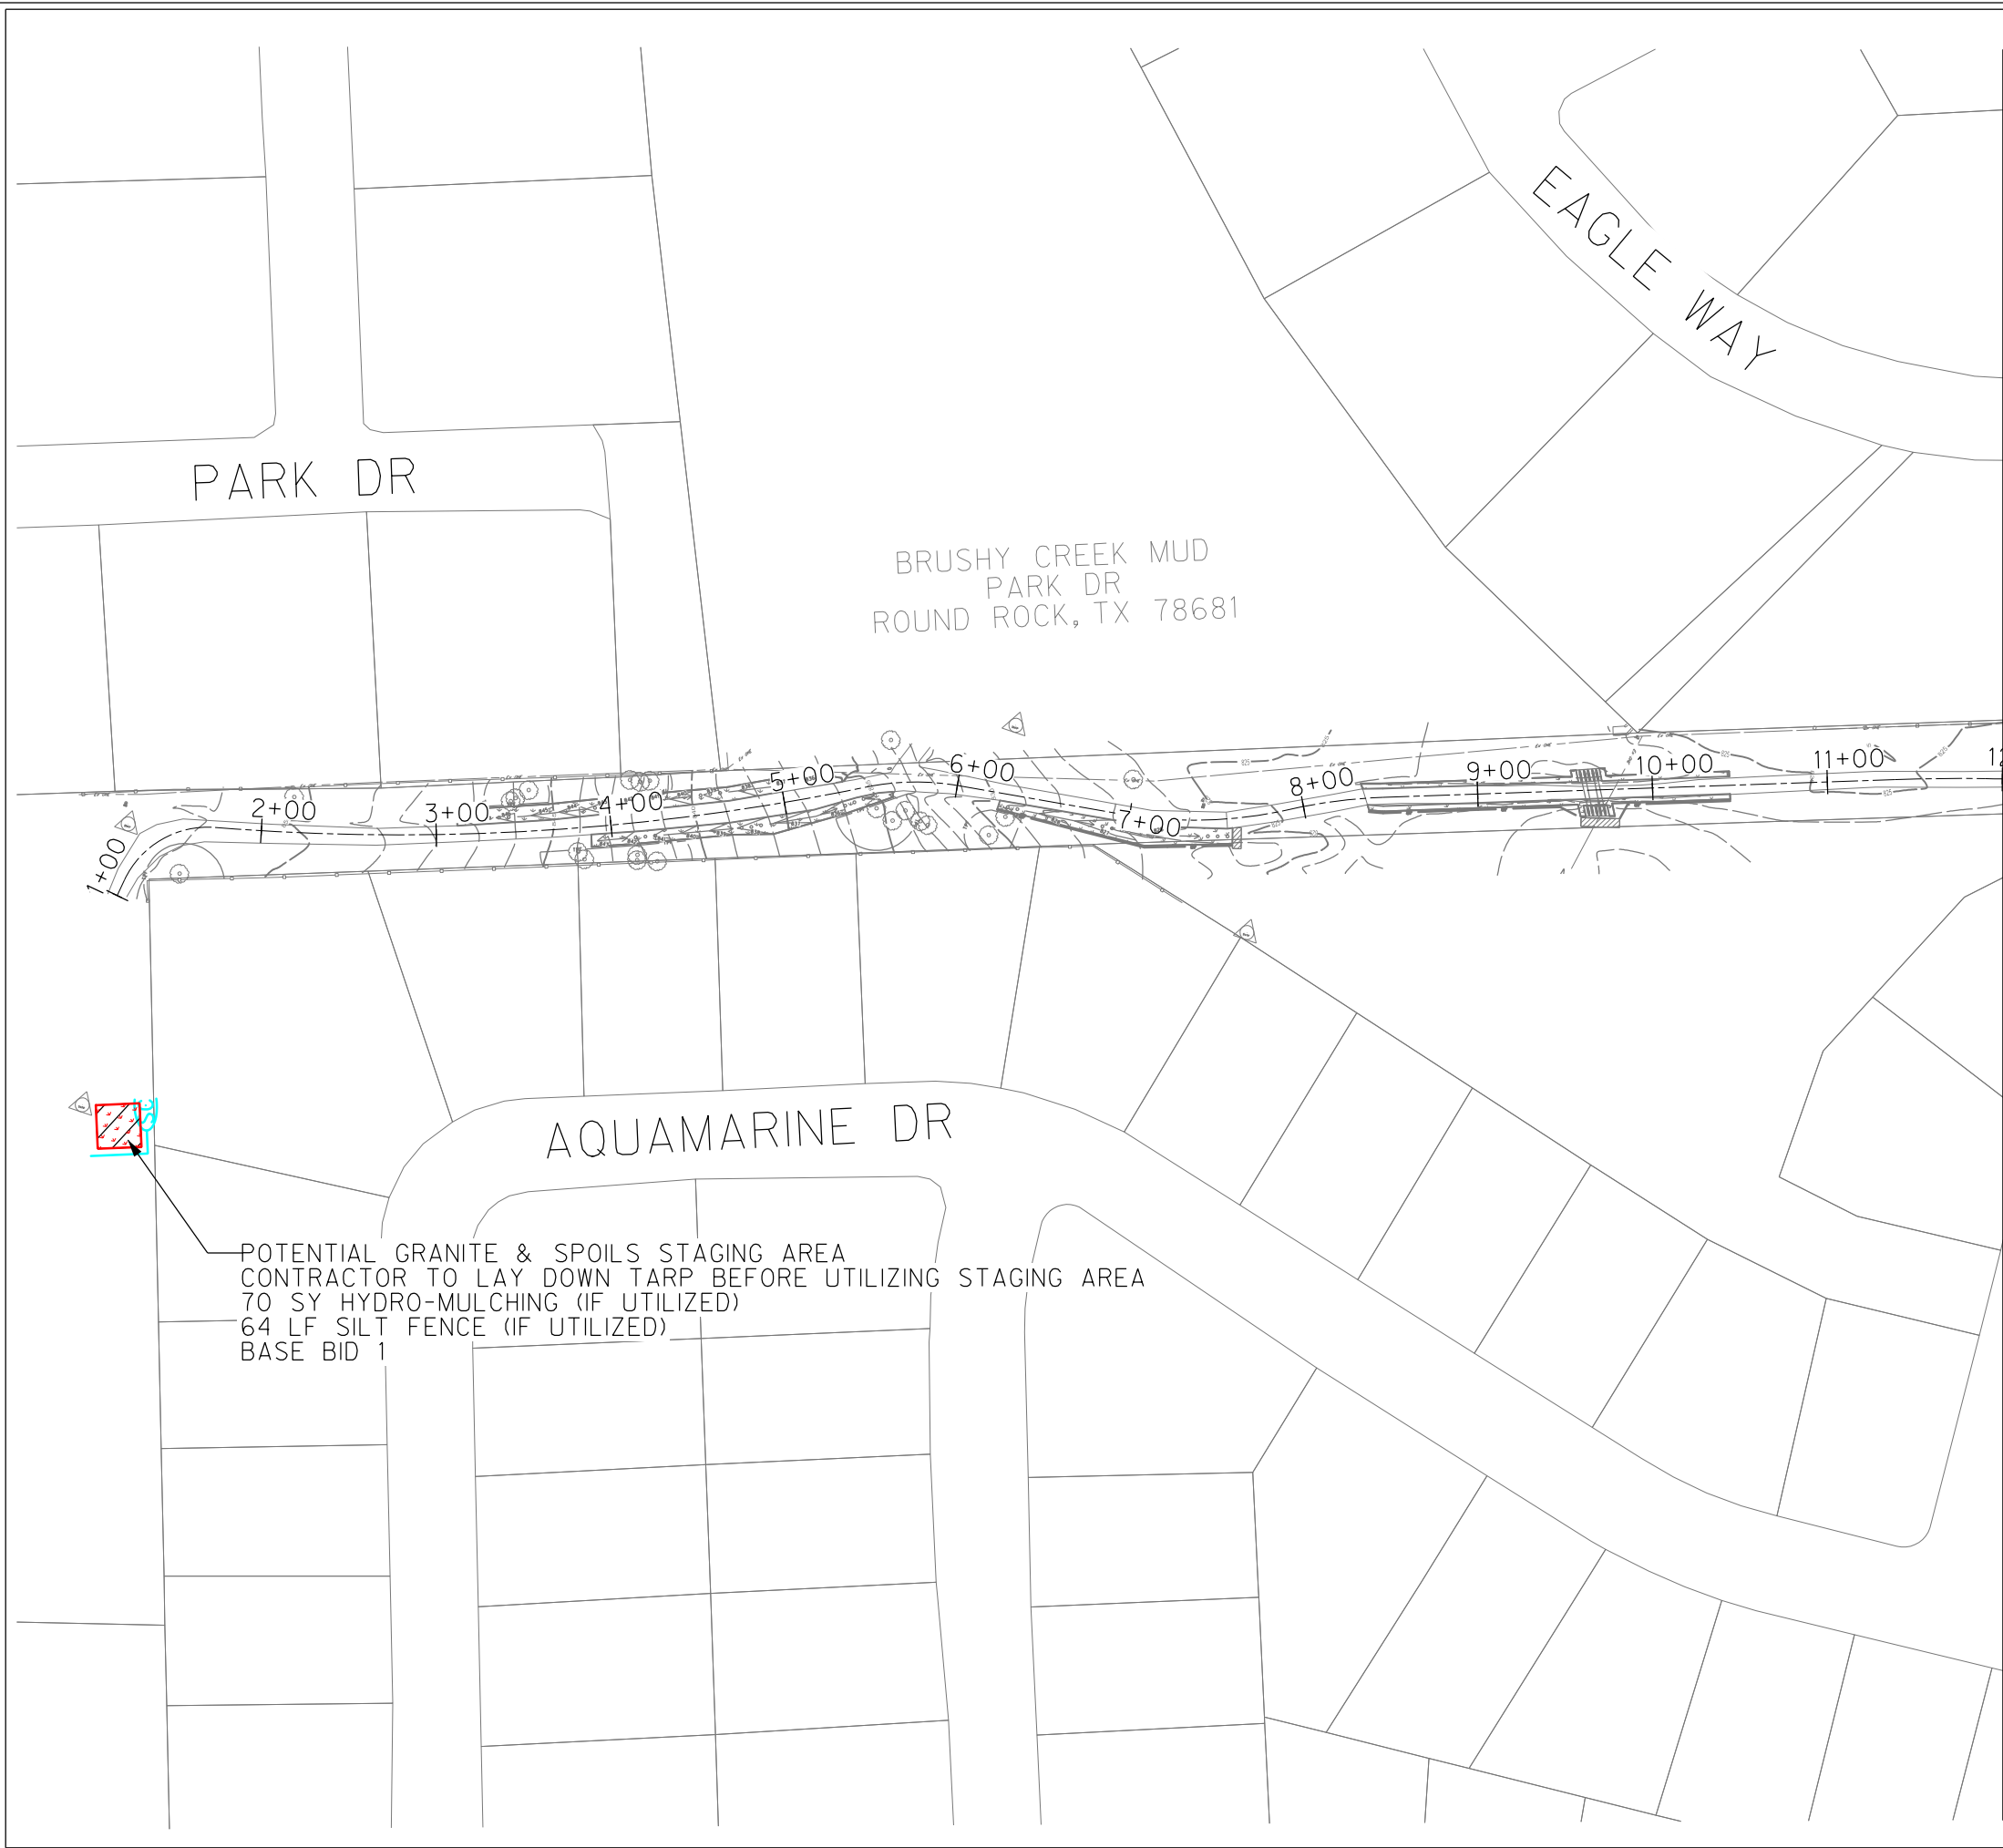 EAGLE WAY
PARK DR
BRUSHY CREEK MUD
PARK DR
ROUND ROCK, TX 78681
1+00
2+00
3+00
4+00
5+00
6+00
7+00
8+00
9+00
10+00
11+00
12
AQUAMARINE DR
POTENTIAL GRANITE & SPOILS STAGING AREA
CONTRACTOR TO LAY DOWN TARP BEFORE UTILIZING STAGING AREA
70 SY HYDRO-MULCHING (IF UTILIZED)
64 LF SILT FENCE (IF UTILIZED)
BASE BID 1